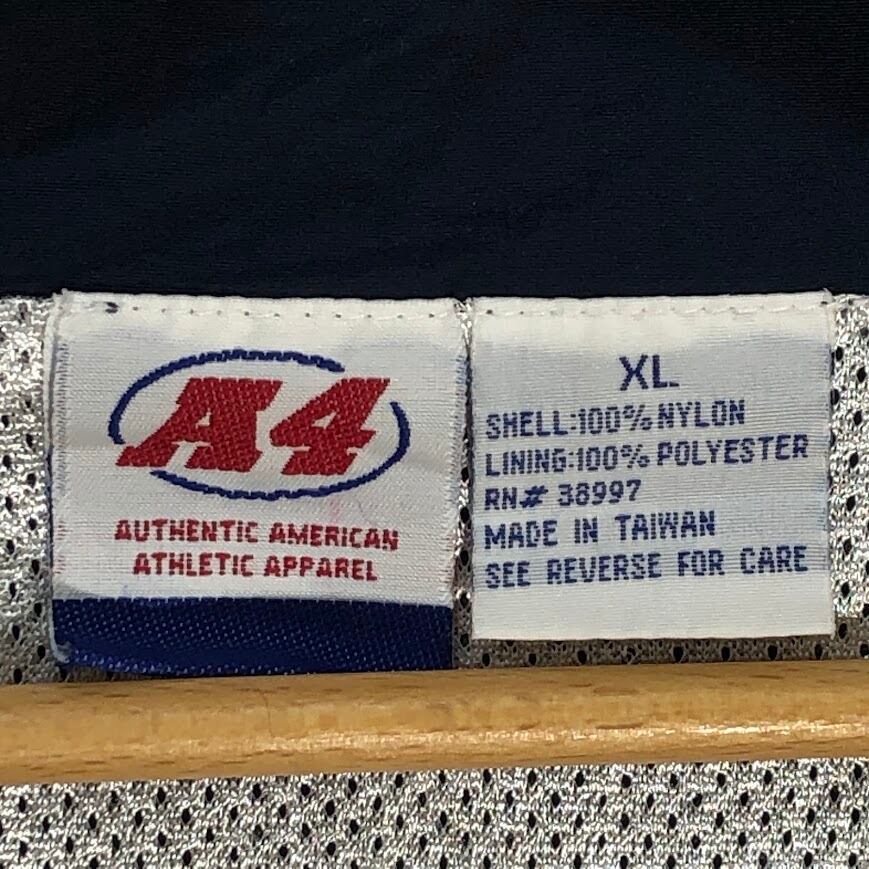 A4
AUTHENTIC AMERICAN
ATHLETIC APPAREL
XL
SHELL:100% NYLON
LINING:100% POLYESTER
RN# 38997
MADE IN TAIWAN
SEE REVERSE FOR CARE